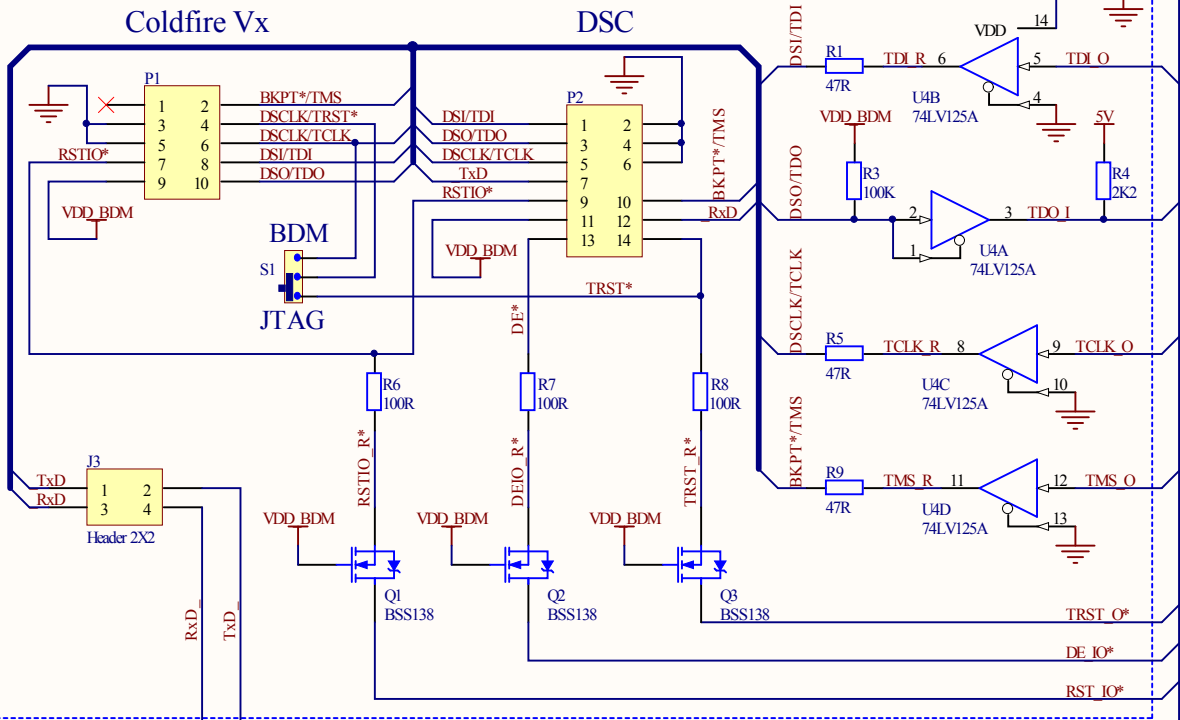 Coldfire Vx
DSC
P1
1 2
3 4
5 6
7 8
9 10
BKPT*/TMS
DSCLK/TRST*
DSCLK/TCLK
DSI/TDI
DSO/TDO
RSTIO*
VDD_BDM
P2
1 2
3 4
5 6
7
9 10
11 12
13 14
DSI/TDI
DSO/TDO
DSCLK/TCLK
TxD
RSTIO*
BKPT*/TMS
RxD
VDD_BDM
BDM
S1
JTAG
TRST*
DE*
DSI/TDI
R1
47R
TDI_R
6
VDD
14
5
4
TDI_O
U4B
74LV125A
VDD_BDM
R3
100K
DSO/TDO
2
1
3
TDO_I
U4A
74LV125A
5V
R4
2K2
DSCLK/TCLK
R5
47R
TCLK_R
8
9
10
TCLK_O
U4C
74LV125A
BKPT*/TMS
R9
47R
TMS_R
11
12
13
TMS_O
U4D
74LV125A
R6
100R
R7
100R
R8
100R
RSTIO_R*
DEIO_R*
TRST_R*
VDD_BDM
VDD_BDM
VDD_BDM
Q1
BSS138
Q2
BSS138
Q3
BSS138
J3
TxD
RxD
1 2
3 4
Header 2X2
RxD_
TxD_
TRST_O*
DE_IO*
RST_IO*